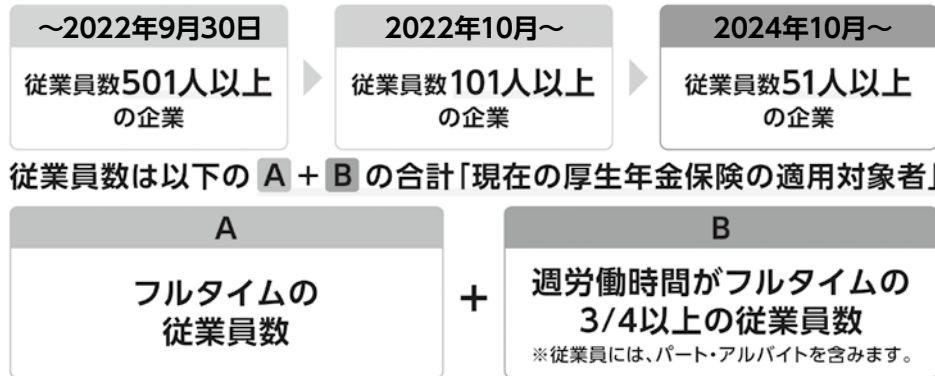 ～2022年9月30日
従業員数501人以上
の企業
2022年10月～
従業員数101人以上
の企業
2024年10月～
従業員数51人以上
の企業
従業員数は以下の A + B の合計「現在の厚生年金保険の適用対象者」
A
フルタイムの
従業員数
+
B
週労働時間がフルタイムの
3/4以上の従業員数
※従業員には、パート・アルバイトを含みます。